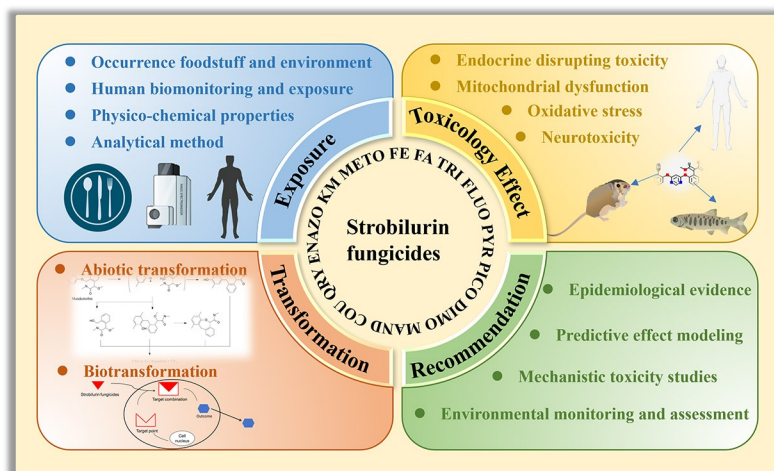 Occurrence foodstuff and environment
Human biomonitoring and exposure
Physico-chemical properties
Analytical method
Endocrine disrupting toxicity
Mitochondrial dysfunction
Oxidative stress
Neurotoxicity
Exposure
Toxicology Effect
ENAZO KM METO FE FA TRI FLUO PYR PICO DIMO MAND COU QRY
Strobilurin
fungicides
Transformation
Recommendation
Abiotic transformation
Biotransformation
Strobilurin fungicides
Target combination
Target point
Outcome
Cell
nucleus
Epidemiological evidence
Predictive effect modeling
Mechanistic toxicity studies
Environmental monitoring and assessment